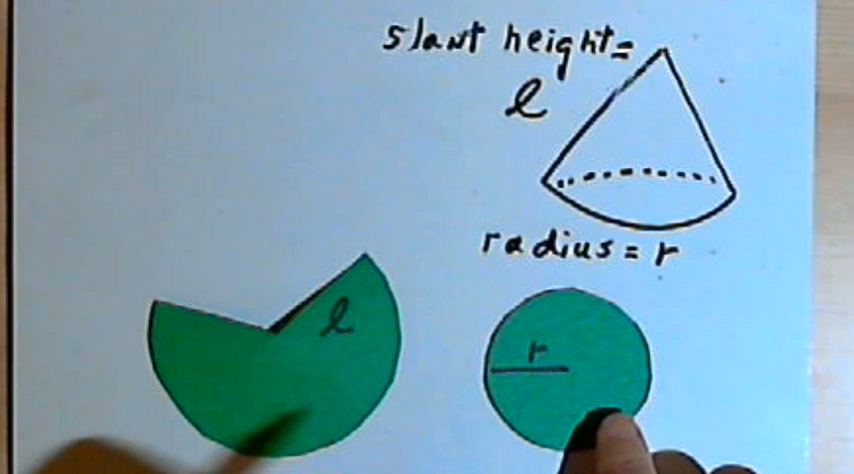 slant height =
l
radius = r
l
r